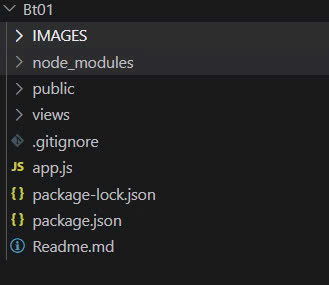 Bt01
IMAGES
node_modules
public
views
.gitignore
JS app.js
{} package-lock.json
{} package.json
Readme.md